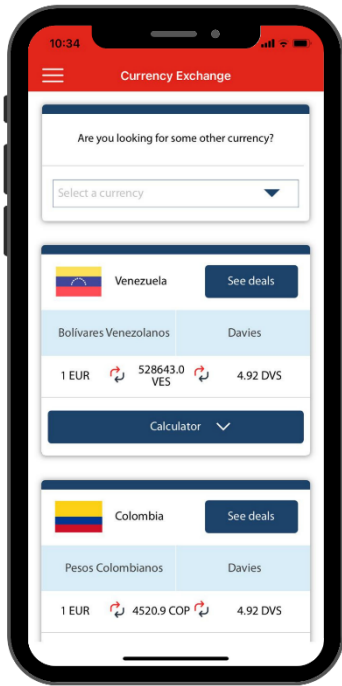 10:34
Currency Exchange
Are you looking for some other currency?
Select a currency
Venezuela
See deals
Bolívares Venezolanos
Davies
1 EUR
528643.0
VES
4.92 DVS
Calculator
Colombia
See deals
Pesos Colombianos
Davies
1 EUR
4520.9 COP
4.92 DVS